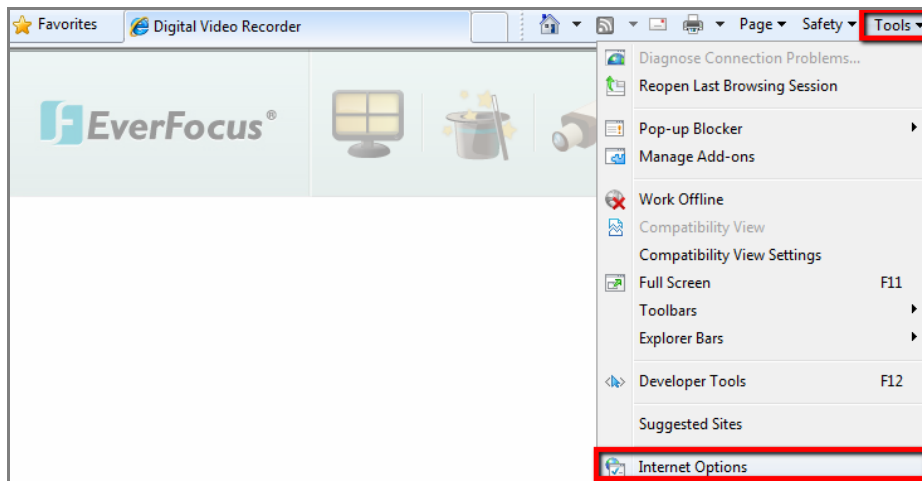 Favorites
Digital Video Recorder
Page
Safety
Tools
EverFocus®
Diagnose Connection Problems...
Reopen Last Browsing Session
Pop-up Blocker
Manage Add-ons
Work Offline
Compatibility View
Compatibility View Settings
Full Screen F11
Toolbars
Explorer Bars
Developer Tools F12
Suggested Sites
Internet Options